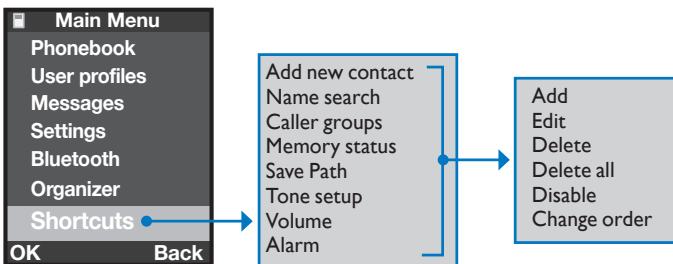 Main Menu
Phonebook
User profiles
Messages
Settings
Bluetooth
Organizer
Shortcuts
OK Back
Add new contact
Name search
Caller groups
Memory status
Save Path
Tone setup
Volume
Alarm
Add
Edit
Delete
Delete all
Disable
Change order